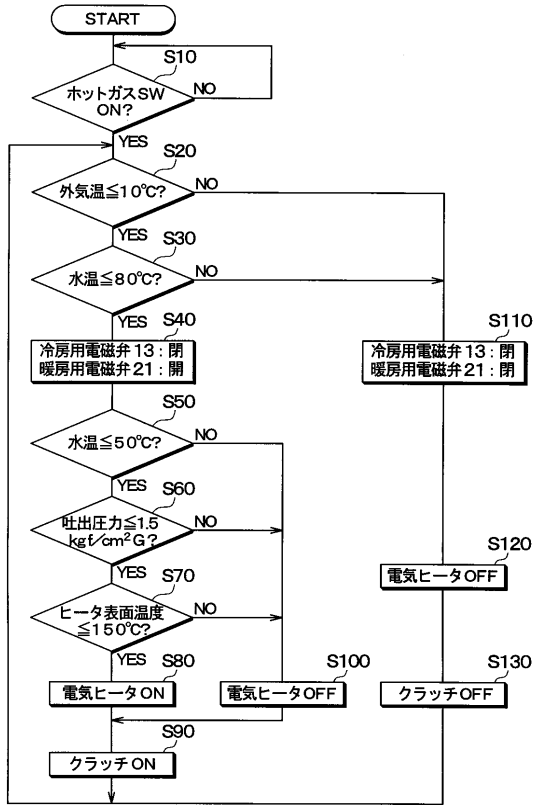 START
S10
ホットガスSW
ON?
NO
YES
S20
外気温≦10℃?
NO
YES
S30
水温≦80℃?
NO
YES
S40
冷房用電磁弁13:閉
暖房用電磁弁21:開
S110
冷房用電磁弁13:閉
暖房用電磁弁21:閉
S50
水温≦50℃?
NO
YES
S60
吐出圧力≦1.5
kgf/cm²G?
NO
YES
S70
ヒータ表面温度
≦150℃?
NO
YES
S80
電気ヒータON
S100
電気ヒータOFF
S120
電気ヒータOFF
S130
クラッチOFF
S90
クラッチON